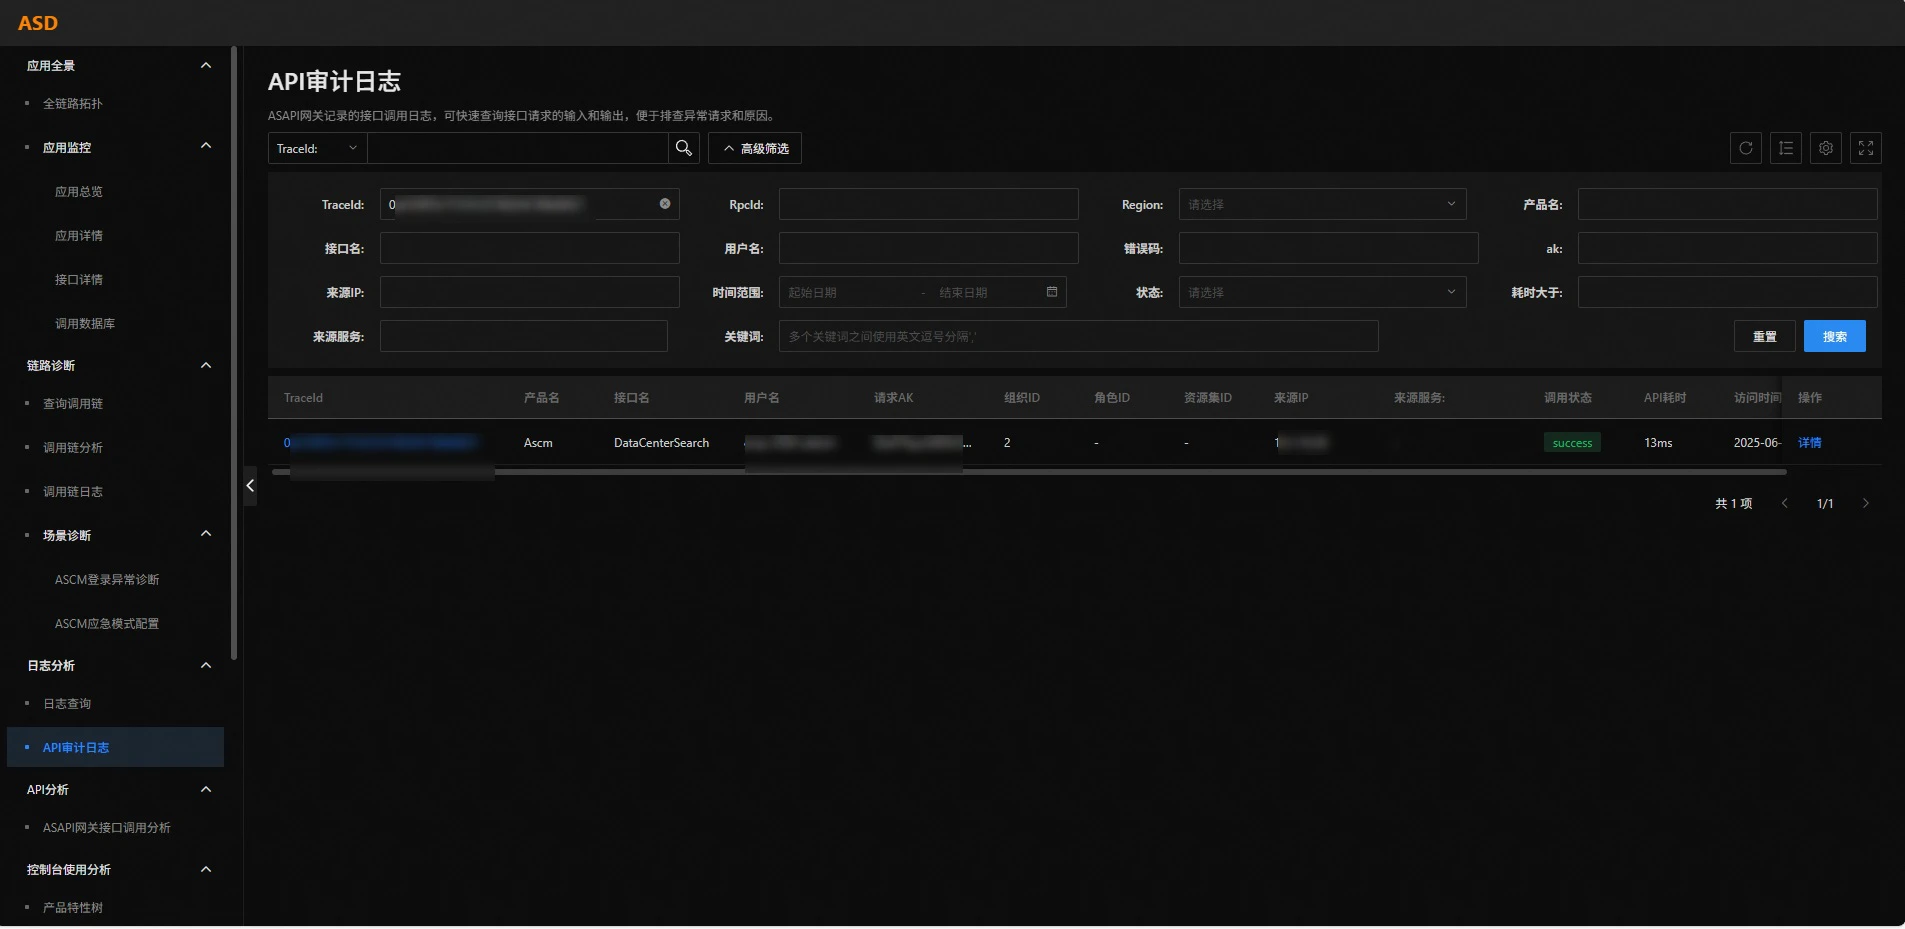 ASD
应用全景
全链路拓扑
应用监控
应用总览
应用详情
接口详情
调用数据库
链路诊断
查询调用链
调用链分析
调用链日志
场景诊断
ASCM登录异常诊断
ASCM应急模式配置
日志分析
日志查询
API审计日志
API分析
ASAPI网关接口调用分析
控制台使用分析
产品特性树
API审计日志
ASAPI网关记录的接口调用日志，可快速查询接口请求的输入和输出，便于排查异常请求和原因。
TraceId: 高级筛选
TraceId: RpcId: Region: 请选择 产品名:
接口名: 用户名: 错误码: ak:
来源IP: 时间范围: 起始日期 - 结束日期 状态: 请选择 耗时大于:
来源服务: 关键词: 多个关键词之间使用英文逗号分隔',' 重置 搜索
TraceId 产品名 接口名 用户名 请求AK 组织ID 角色ID 资源集ID 来源IP 来源服务: 调用状态 API耗时 访问时间 操作
Ascm DataCenterSearch ... 2 - - success 13ms 2025-06- 详情
共 1 项 1/1